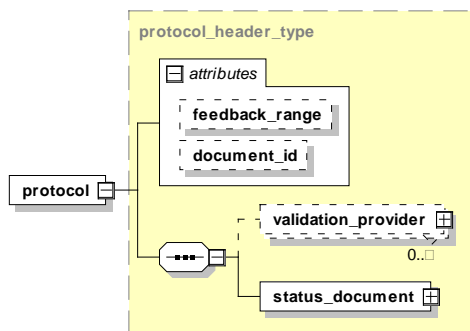 protocol_header_type
attributes
feedback_range
document_id
protocol
validation_provider
0..□
status_document